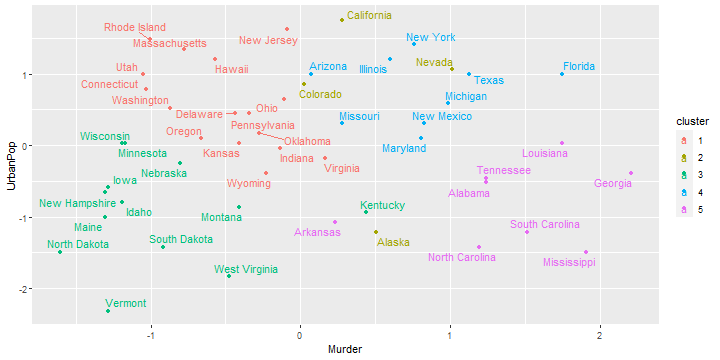 California
Rhode Island
Massachusetts
New Jersey
New York
Utah
Hawaii
Arizona
Illinois
Nevada
Florida
Connecticut
Texas
Washington
Colorado
Michigan
Ohio
Delaware
Missouri
New Mexico
Oregon
Pennsylvania
Wisconsin
Oklahoma
Maryland
Minnesota
Kansas
Indiana
Louisiana
Nebraska
Virginia
Tennessee
Iowa
Wyoming
Georgia
Alabama
New Hampshire
Idaho
Kentucky
Montana
Maine
Arkansas
South Carolina
North Dakota
South Dakota
Alaska
North Carolina
Mississippi
West Virginia
Vermont
1
0
-1
-2
-1
0
1
2
UrbanPop
Murder
cluster
1
2
3
4
5